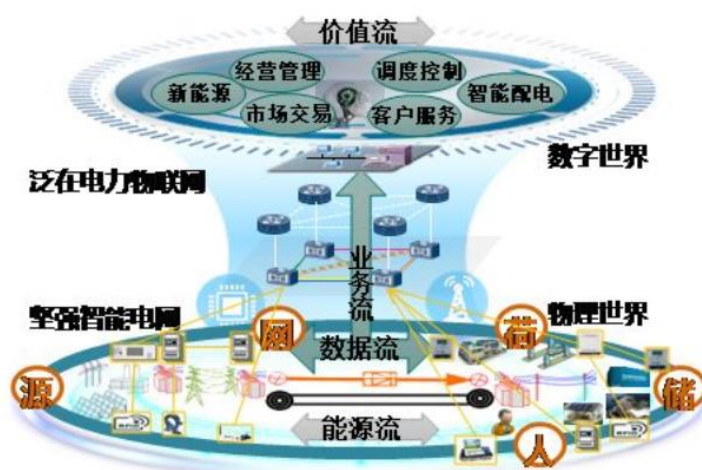 价值流
经营管理
调度控制
新能源
智能配电
市场交易
客户服务
数字世界
泛在电力物联网
业务流
坚强智能电网
物理世界
网
荷
数据流
源
储
能源流
人